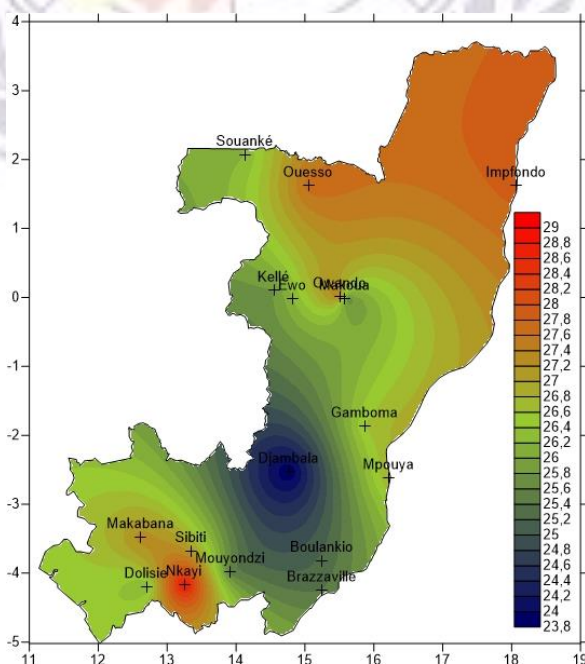 4
3
2
1
0
-1
-2
-3
-4
-5
11 12 13 14 15 16 17 18 19
Souanké
Ouesso
Impfondo
Kellé
Ewo
Owando
Makoua
Gamboma
Djambala
Mpouya
Makabana
Sibiti
Mouyondzi
Boulankio
Dolisie
Nkayi
Brazzaville
29
28,8
28,6
28,4
28,2
28
27,8
27,6
27,4
27,2
27
26,8
26,6
26,4
26,2
26
25,8
25,6
25,4
25,2
25
24,8
24,6
24,4
24,2
24
23,8